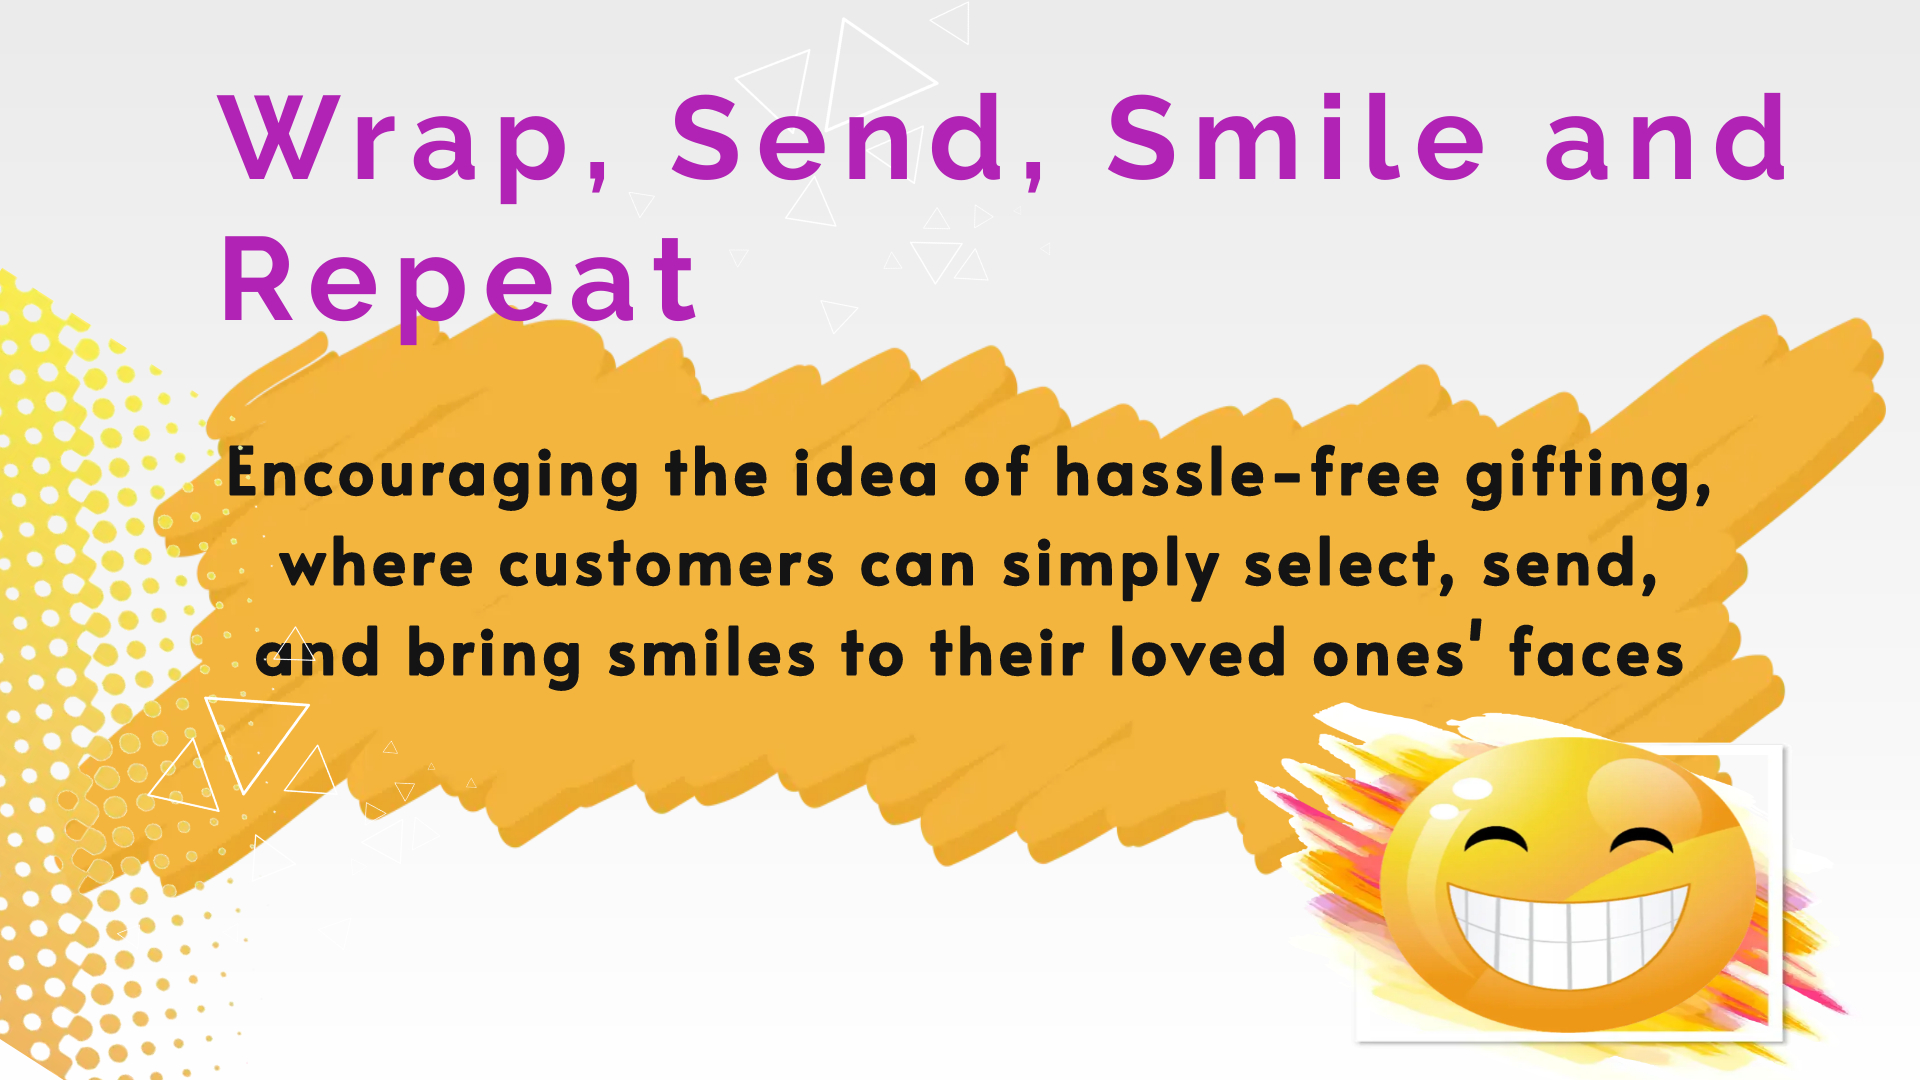 Wrap, Send, Smile and
Repeat
Encouraging the idea of hassle-free gifting,
where customers can simply select, send,
and bring smiles to their loved ones' faces